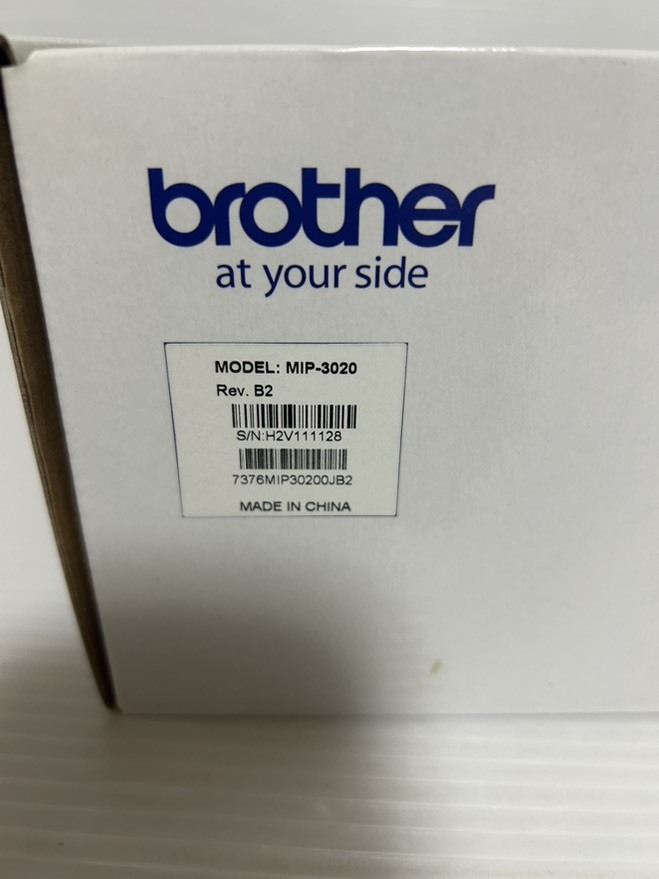 brother
at your side
MODEL: MIP-3020
Rev. B2
S/N:H2V111128
7376MIP30200JB2
MADE IN CHINA